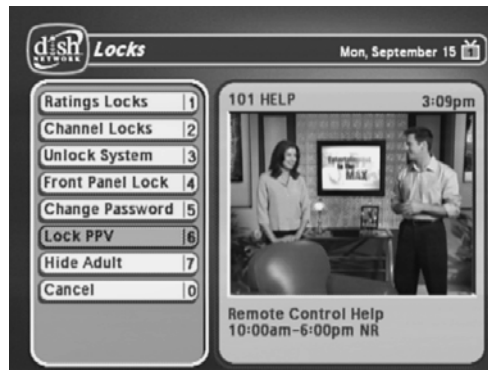 dish
NETWORK
Locks
Mon, September 15
1
Ratings Locks 1
Channel Locks 2
Unlock System 3
Front Panel Lock 4
Change Password 5
Lock PPV 6
Hide Adult 7
Cancel 0
101 HELP 3:09pm
MAX
Remote Control Help
10:00am-6:00pm NR